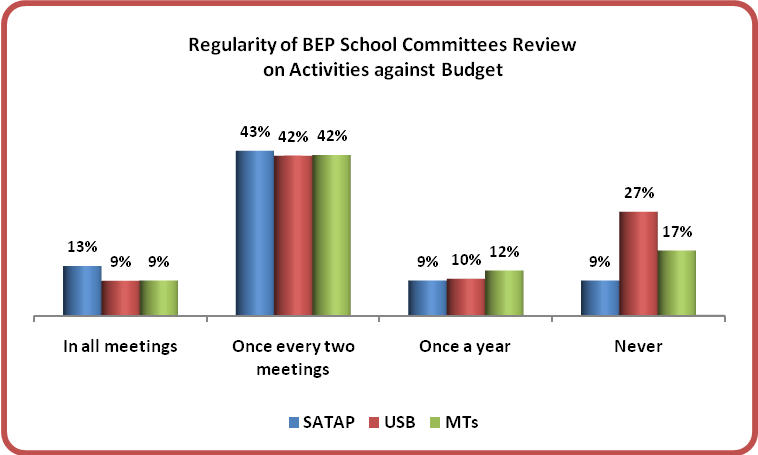 Regularity of BEP School Committees Review
on Activities against Budget
43%
42%
42%
13%
9%
9%
9%
10%
12%
9%
27%
17%
In all meetings
Once every two
meetings
Once a year
Never
SATAP
USB
MTs